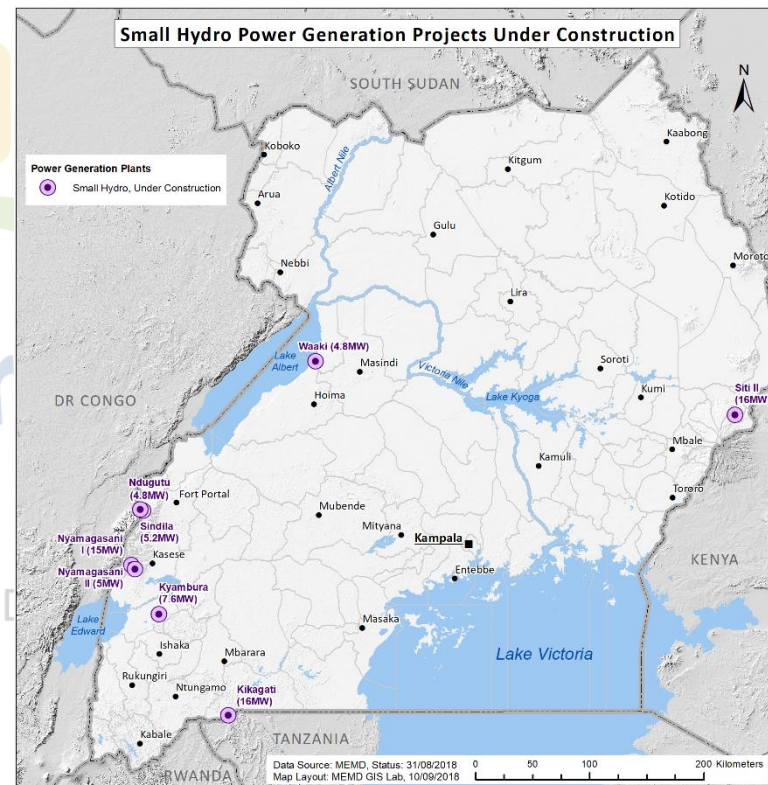 Small Hydro Power Generation Projects Under Construction
SOUTH SUDAN
N
Power Generation Plants
Small Hydro, Under Construction
Koboko
Arua
Nebbi
Albert Nile
Kitgum
Kaabong
Kotido
Gulu
Moroto
Lira
Waaki (4.8MW)
Lake
Albert
Masindi
Hoima
Victoria Nile
Lake Kyoga
Soroti
Kumi
Siti II -
(16MW
DR CONGO
Mbale
Kamuli
Tororo
Ndugutu
(4.8MW)
Fort Portal
Sindila
(5.2MW)
Nyamagasani
I (15MW)
Nyamagasani
II (5MW)
Kasese
Mubende
Mityana
Kampala
Entebbe
KENYA
Kyambura
(7.6MW)
Lake
Edward
Masaka
Ishaka
Mbarara
Lake Victoria
Rukungiri
Ntungamo
Kikagati
(16MW)
Kabale
TANZANIA
RWANDA
Data Source: MEMD, Status: 31/08/2018
Map Layout: MEMD GIS Lab, 10/09/2018
0 50 100 200 Kilometers